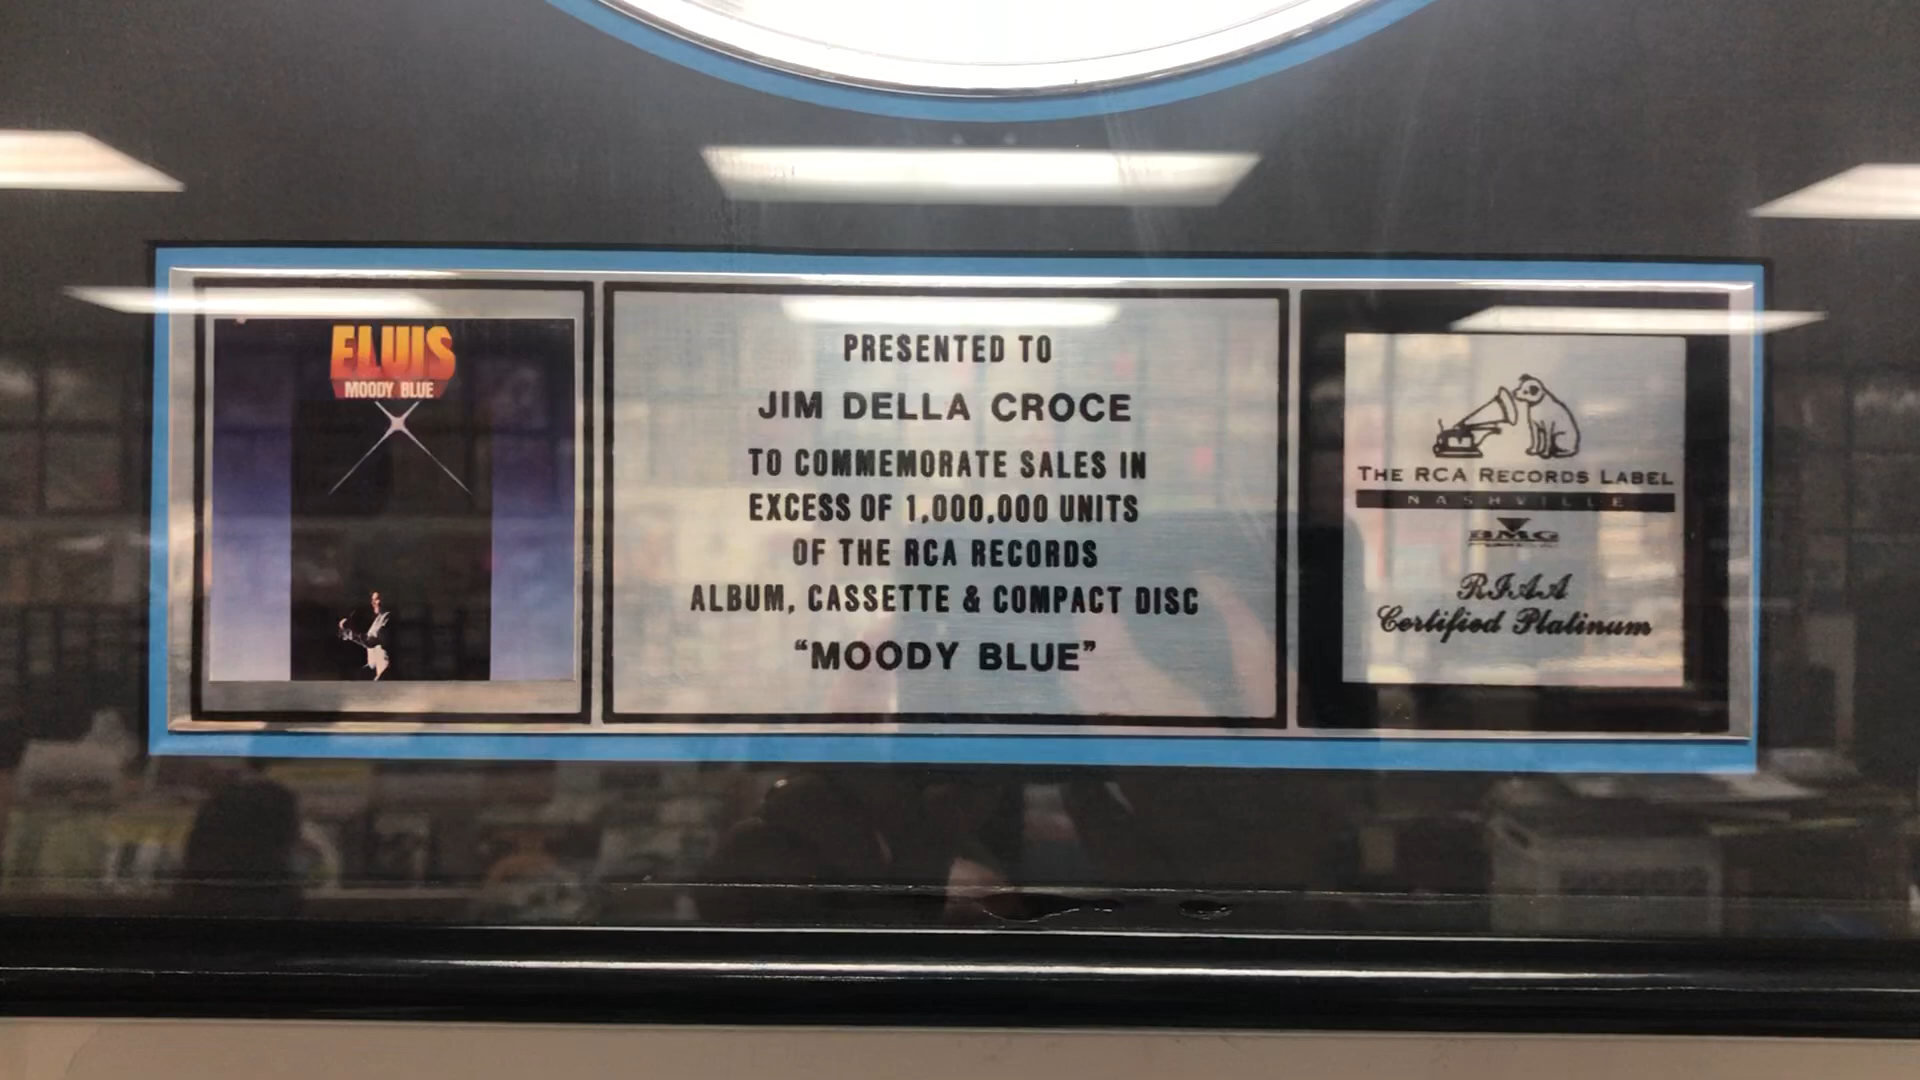 ELVIS
MOODY BLUE
PRESENTED TO
JIM DELLA CROCE
TO COMMEMORATE SALES IN
EXCESS OF 1,000,000 UNITS
OF THE RCA RECORDS
ALBUM, CASSETTE & COMPACT DISC
"MOODY BLUE"
THE RCA RECORDS LABEL
NASHVILLE
BMG
RIAA
Certified Platinum